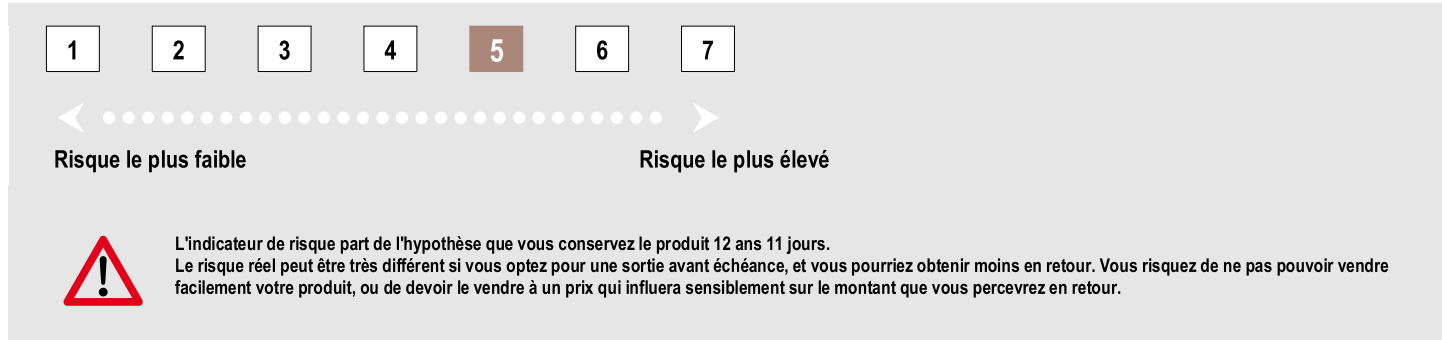 1 2 3 4 5 6 7
Risque le plus faible Risque le plus élevé
L'indicateur de risque part de l'hypothèse que vous conservez le produit 12 ans 11 jours.
Le risque réel peut être très différent si vous optez pour une sortie avant échéance, et vous pourriez obtenir moins en retour. Vous risquez de ne pas pouvoir vendre
facilement votre produit, ou de devoir le vendre à un prix qui influera sensiblement sur le montant que vous percevrez en retour.